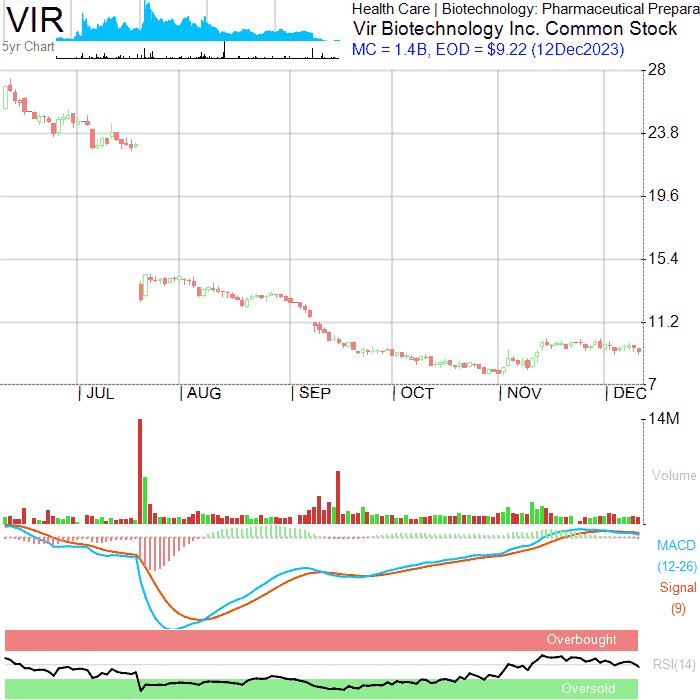 VIR
5yr Chart
Health Care | Biotechnology: Pharmaceutical Prepara
Vir Biotechnology Inc. Common Stock
MC = 1.4B, EOD = $9.22 (12Dec2023)
28
23.8
19.6
15.4
11.2
7
JUL AUG SEP OCT NOV DEC
14M
Volume
MACD
(12-26)
Signal
(9)
Overbought
RSI(14)
Oversold